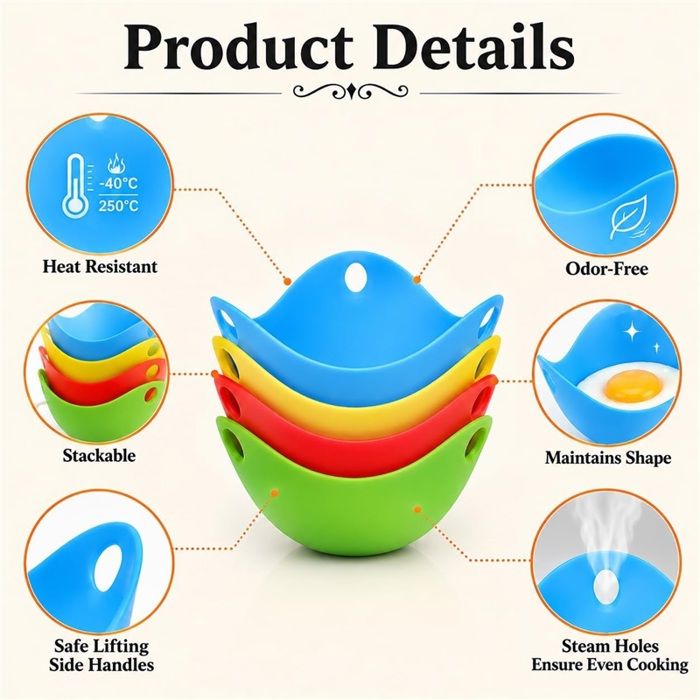 Product Details
-40°C
250°C
Heat Resistant
Odor-Free
Stackable
Maintains Shape
Safe Lifting
Side Handles
Steam Holes
Ensure Even Cooking